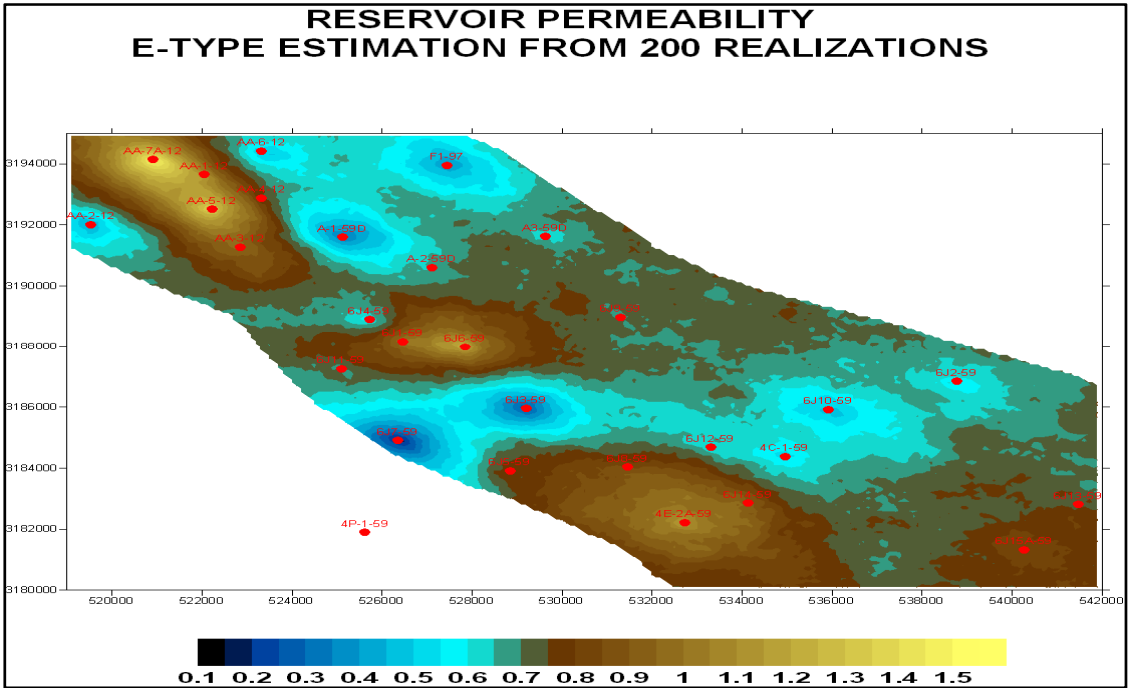 RESERVOIR PERMEABILITY
E-TYPE ESTIMATION FROM 200 REALIZATIONS
AA-6-12
AA-7A-12
F1-97
3194000
AA-1-12
AA-5-12
AA-2-12
3192000
A-1-59D
A3-59D
AA-3-12
A-2-59D
3190000
6J4-59
3188000
6J6-59
6J2-59
3186000
6J3-59
6J10-59
6J12-59
4C-1-59
3184000
4E-2A-59
3182000
4P-1-59
3180000
520000 522000 524000 526000 528000 530000 532000 534000 536000 538000 540000 542000
0.1 0.2 0.3 0.4 0.5 0.6 0.7 0.8 0.9 1 1.1 1.2 1.3 1.4 1.5